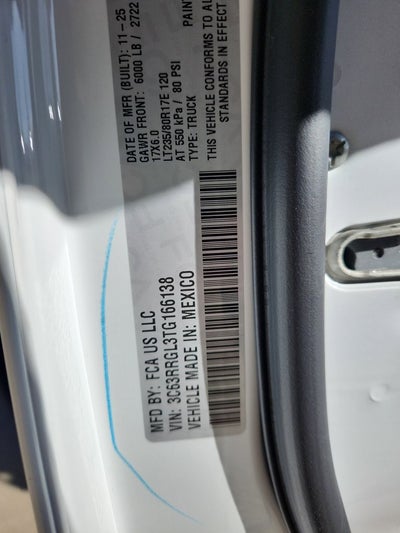 MFD BY: FCA US LLC
VIN: 3C63RRGL3TG166138
VEHICLE MADE IN: MEXICO
DATE OF MFR (BUILT): 11-25
GAWR FRONT: 6000 LB / 2722
17X6.0
LT235/80R17E 120
AT 550 kPa / 80 PSI
TYPE: TRUCK
PAINT
THIS VEHICLE CONFORMS TO
STANDARDS IN EFFECT